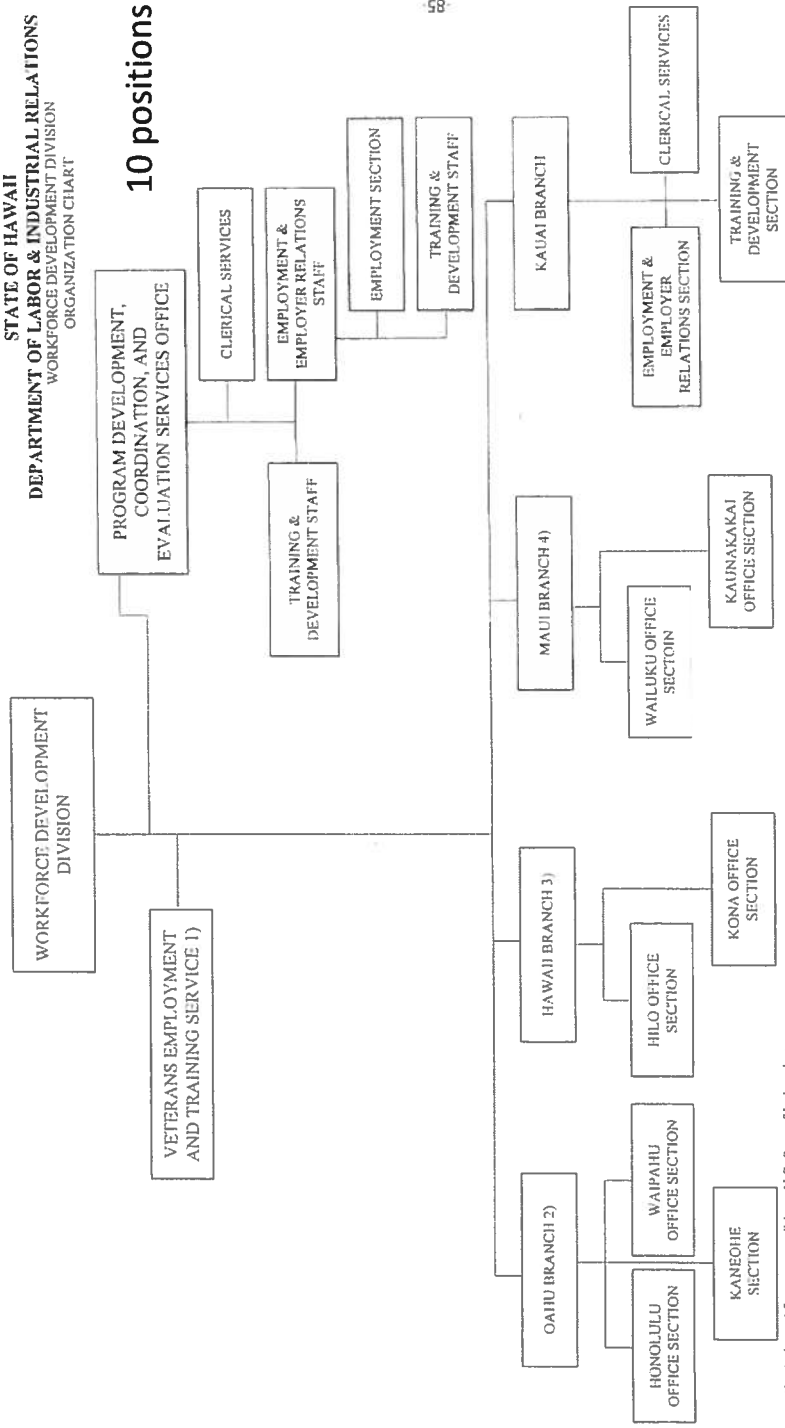 STATE OF HAWAII
DEPARTMENT OF LABOR & INDUSTRIAL RELATIONS
WORKFORCE DEVELOPMENT DIVISION
ORGANIZATION CHART
10 positions
WORKFORCE DEVELOPMENT
DIVISION
PROGRAM DEVELOPMENT,
COORDINATION, AND
EVALUATION SERVICES OFFICE
VETERANS EMPLOYMENT
AND TRAINING SERVICE 1)
CLERICAL SERVICES
TRAINING &
DEVELOPMENT STAFF
EMPLOYMENT &
EMPLOYER RELATIONS
STAFF
EMPLOYMENT SECTION
TRAINING &
DEVELOPMENT STAFF
OAHU BRANCH 2)
HAWAII BRANCH 3)
MAUI BRANCH 4)
KAUAI BRANCH
HONOLULU
OFFICE SECTION
WAIPAHU
OFFICE SECTION
KANEOHE
SECTION
HILO OFFICE
SECTION
KONA OFFICE
SECTION
WAILUKU OFFICE
SECTOIN
KAUNAKAKAI
OFFICE SECTION
EMPLOYMENT &
EMPLOYER
RELATIONS SECTION
CLERICAL SERVICES
TRAINING &
DEVELOPMENT
SECTION
-85-